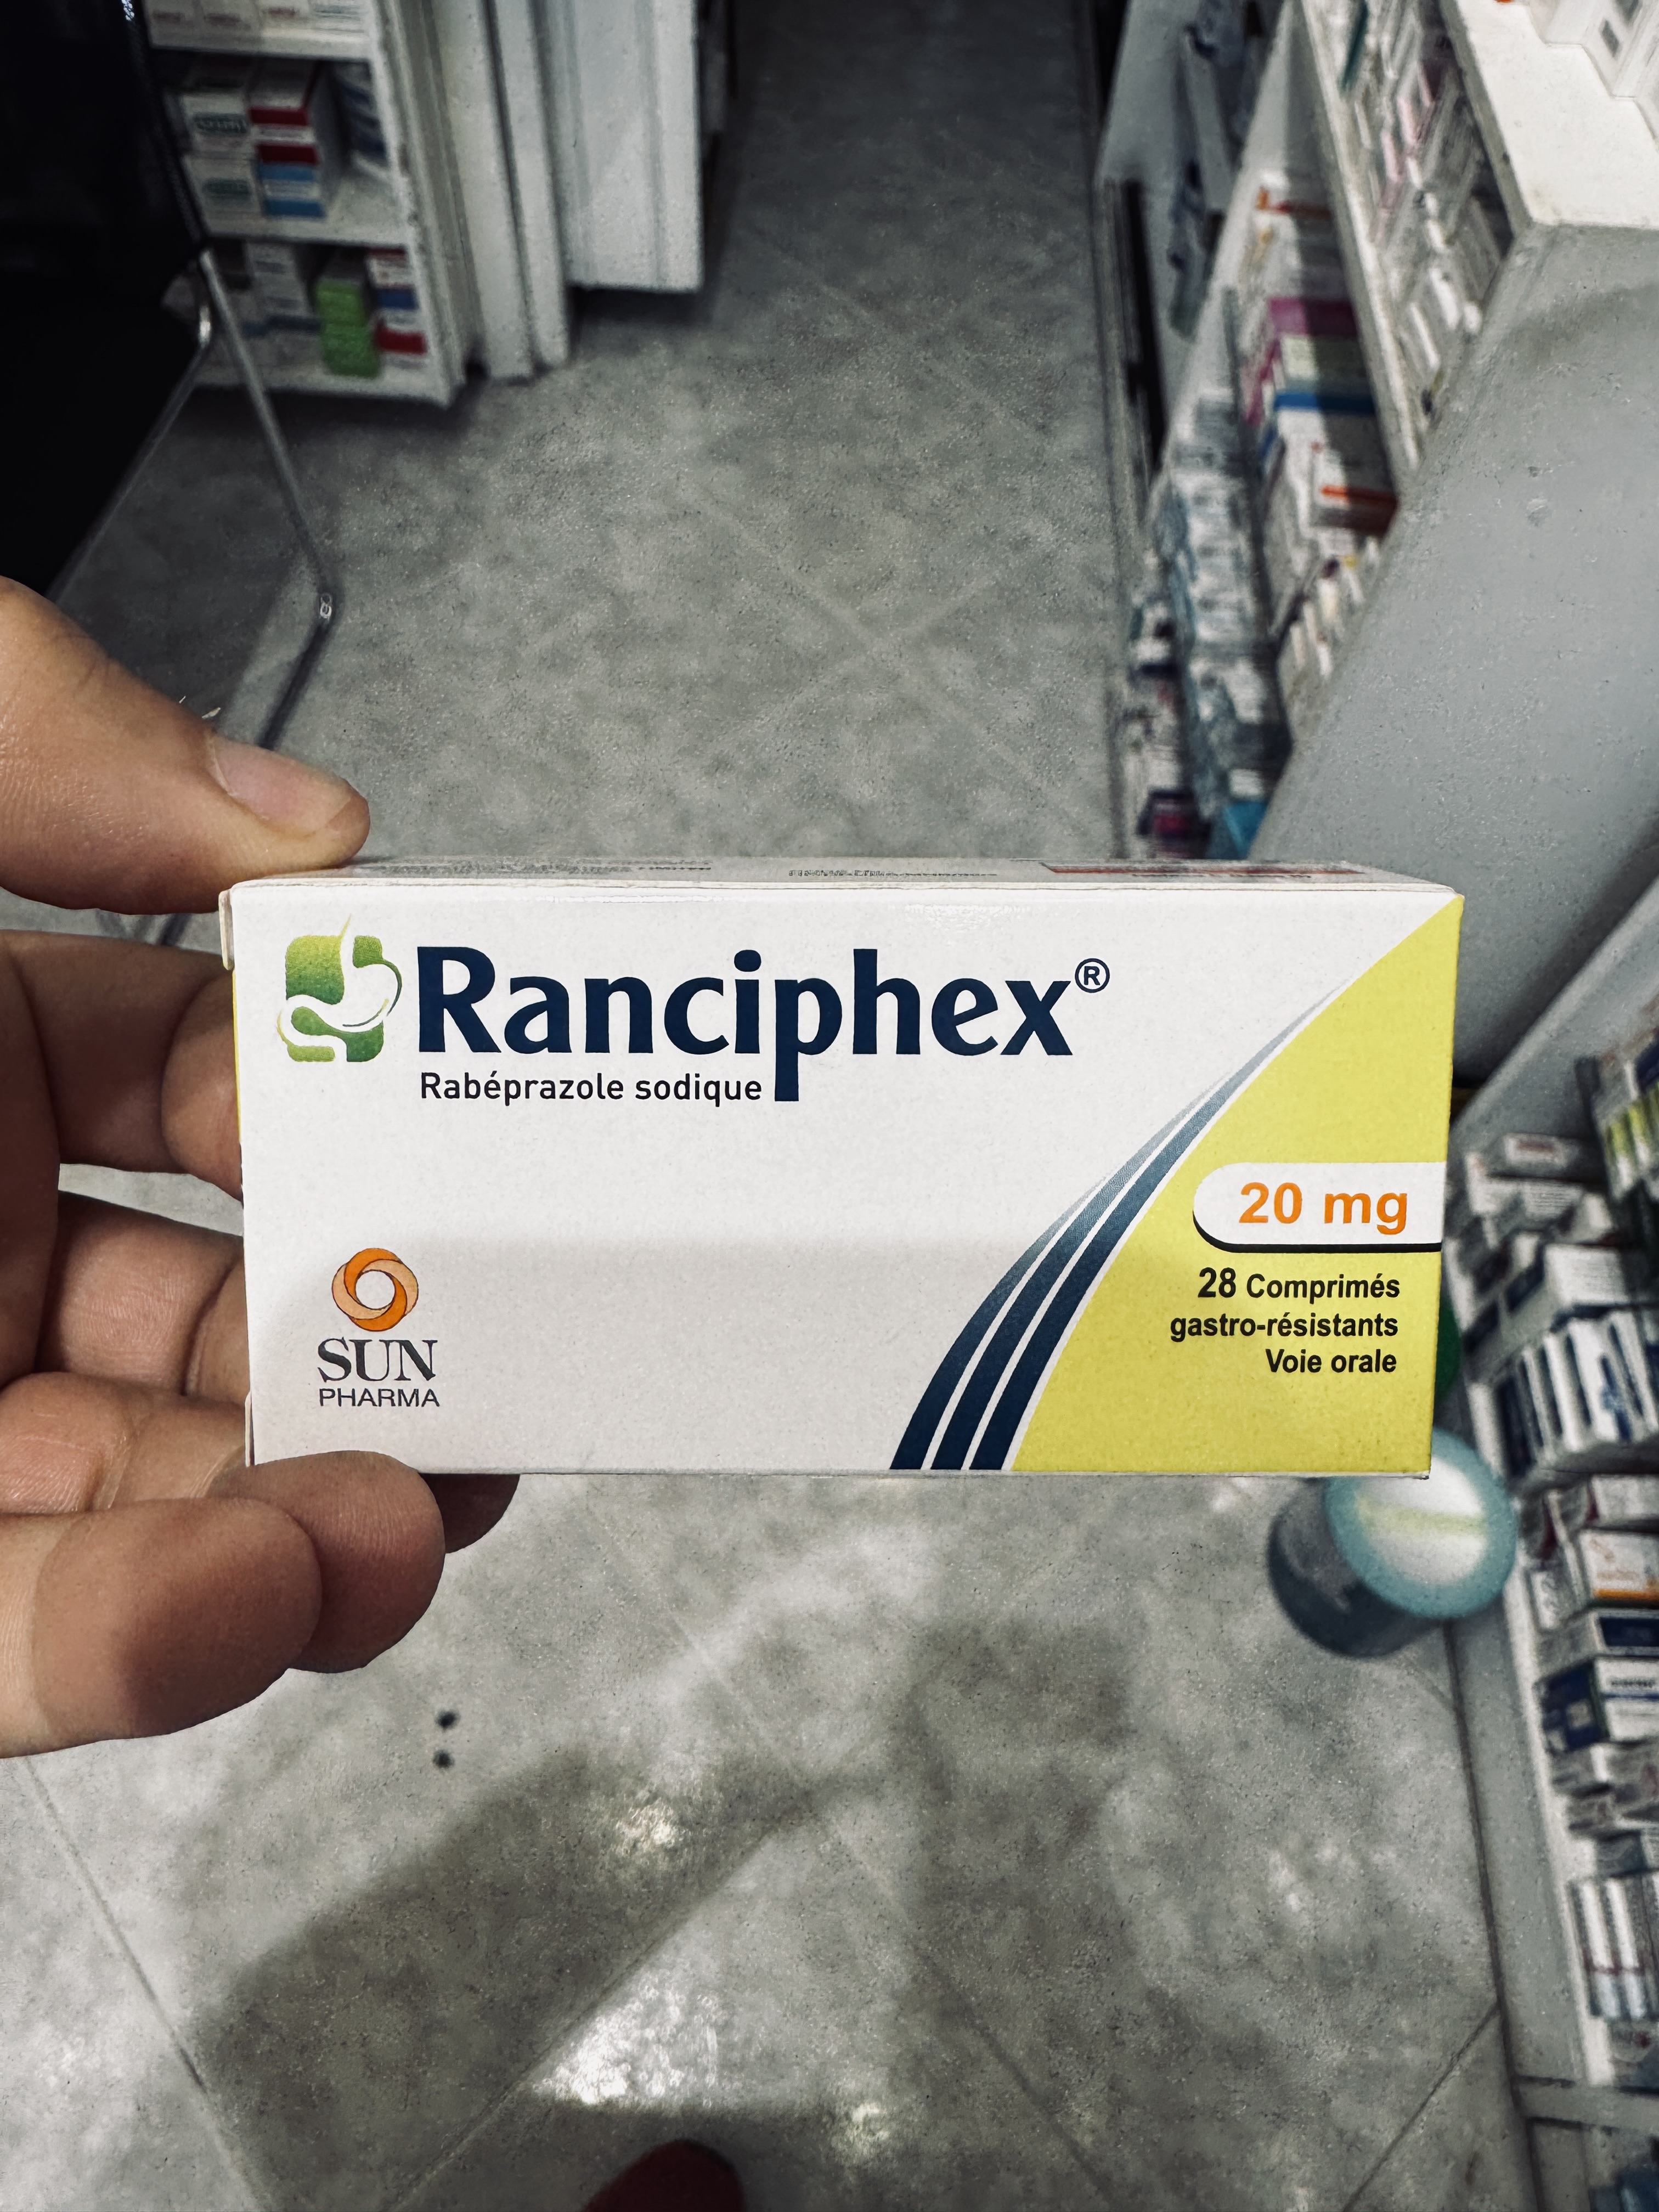 Ranciphex®
Rabéprazole sodique
20 mg
28 Comprimés
gastro-résistants
Voie orale
SUN
PHARMA